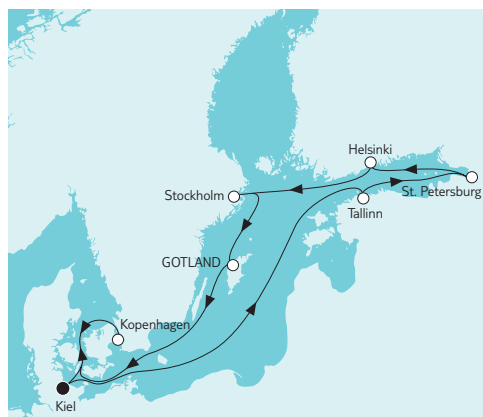 Helsinki
St. Petersburg
Stockholm
Tallinn
GOTLAND
Kopenhagen
Kiel